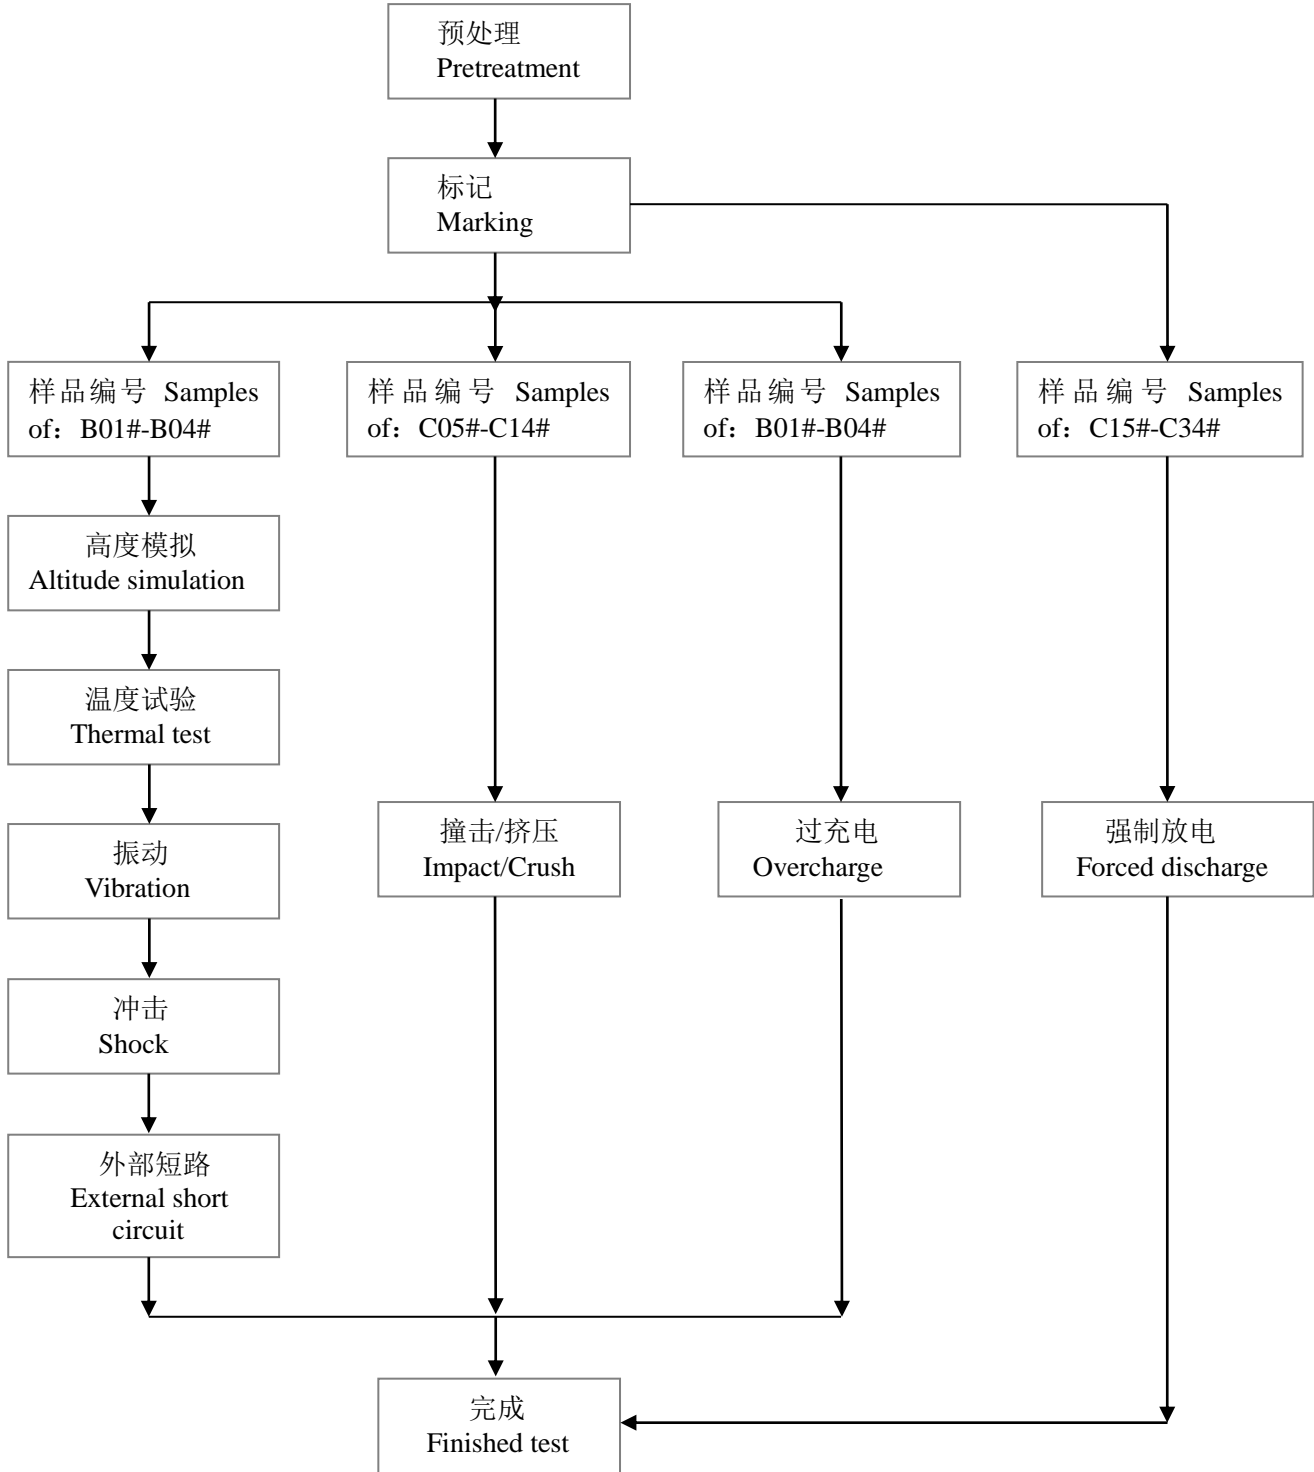 预处理
Pretreatment
标记
Marking
样品编号 Samples
of：B01#-B04#
样品编号 Samples
of：C05#-C14#
样品编号 Samples
of：B01#-B04#
样品编号 Samples
of：C15#-C34#
高度模拟
Altitude simulation
温度试验
Thermal test
振动
Vibration
撞击/挤压
Impact/Crush
过充电
Overcharge
强制放电
Forced discharge
冲击
Shock
外部短路
External short
circuit
完成
Finished test